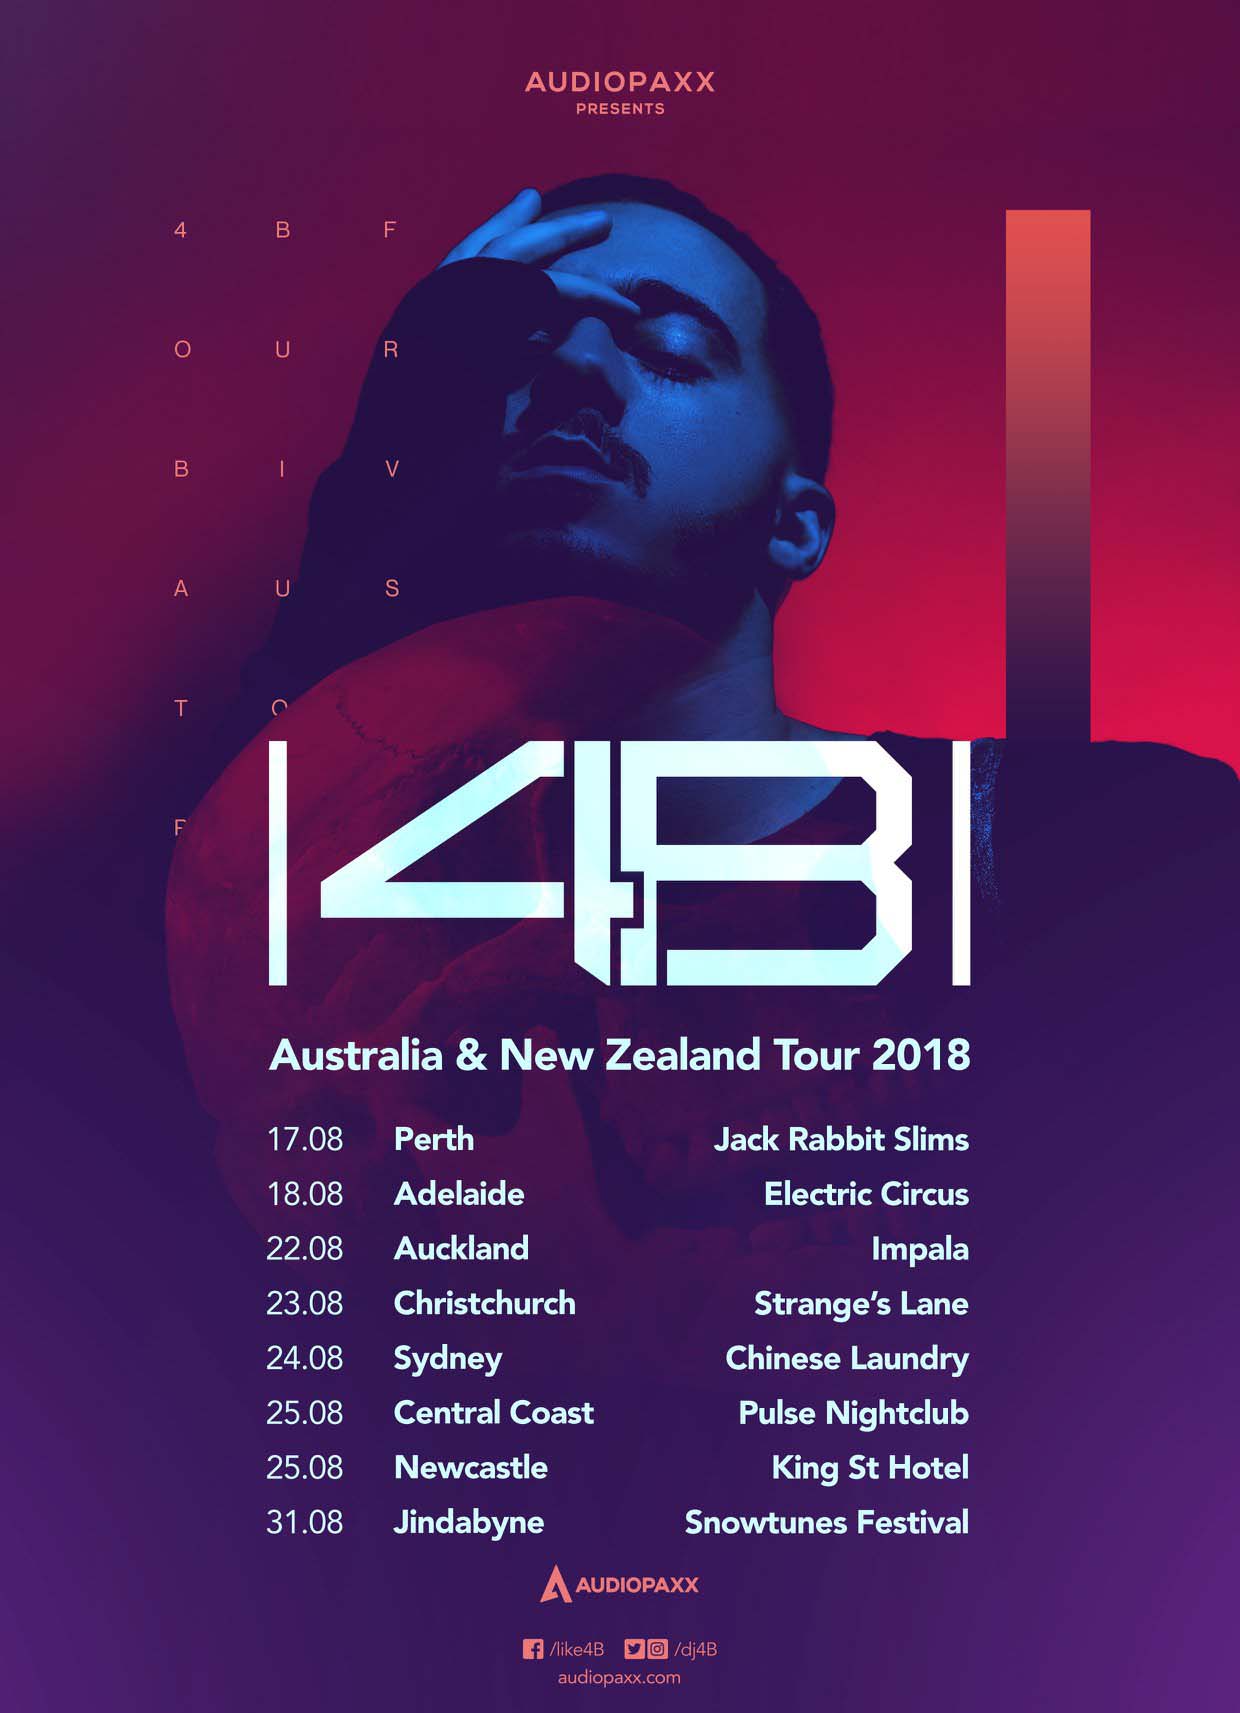 AUDIOPAXX
PRESENTS
4 B F
O U R
B I V
A U S
T O
R
|4B|
Australia & New Zealand Tour 2018
17.08 Perth Jack Rabbit Slims
18.08 Adelaide Electric Circus
22.08 Auckland Impala
23.08 Christchurch Strange’s Lane
24.08 Sydney Chinese Laundry
25.08 Central Coast Pulse Nightclub
25.08 Newcastle King St Hotel
31.08 Jindabyne Snowtunes Festival
AUDIOPAXX
/like4B /dj4B
audiopaxx.com